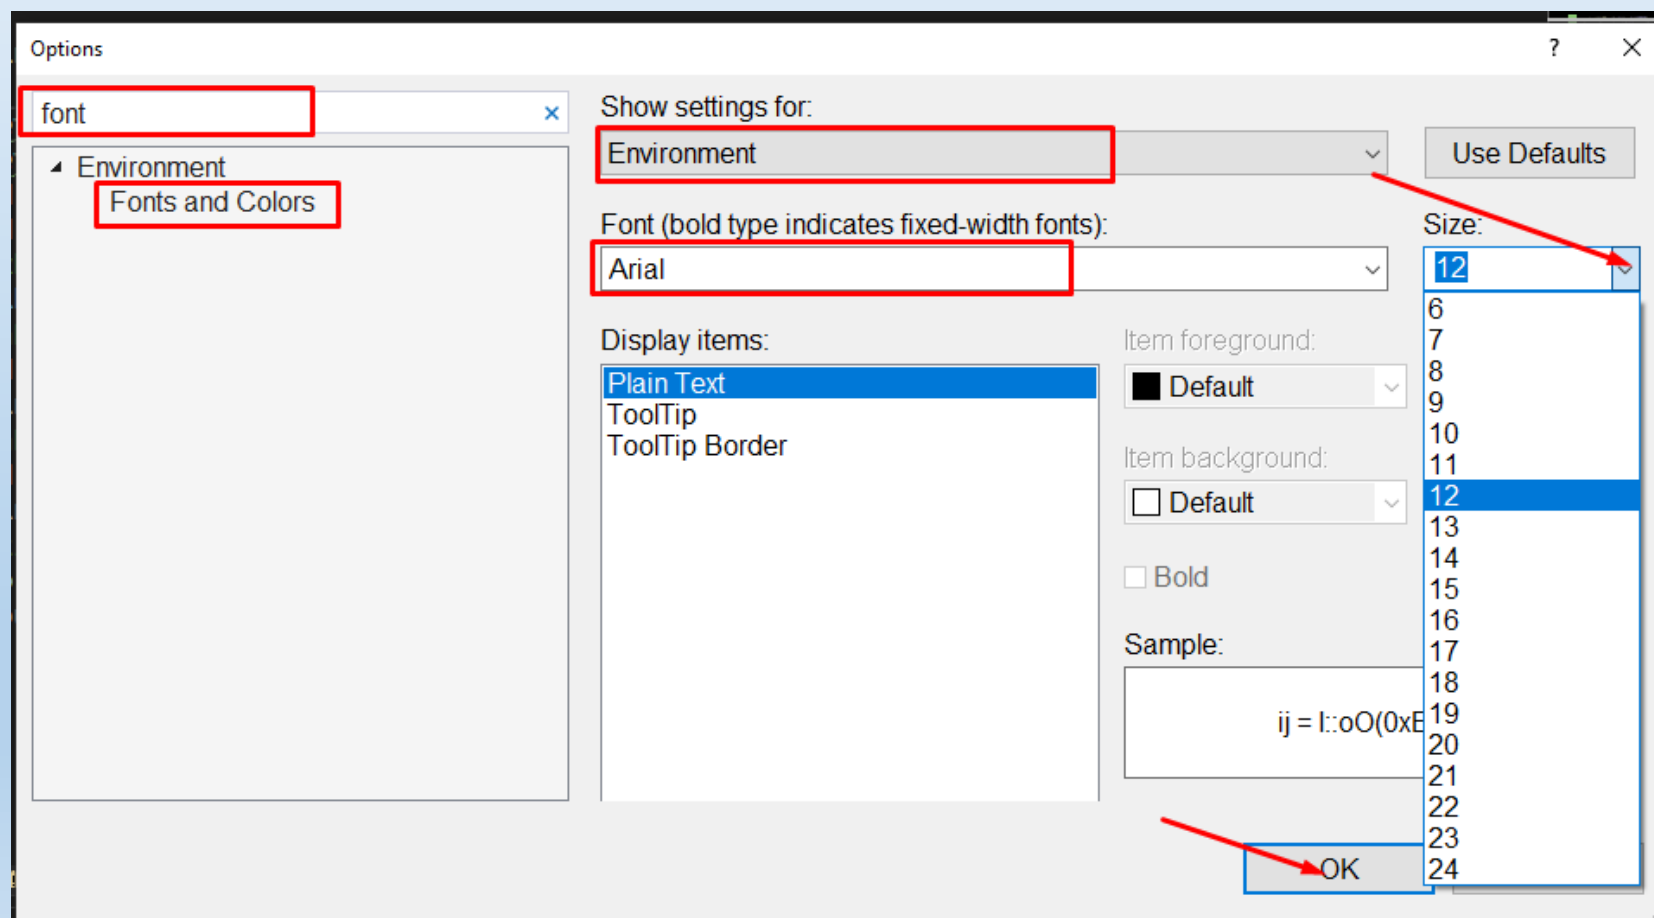 Options
?
font
Environment
Fonts and Colors
Show settings for:
Environment
Use Defaults
Font (bold type indicates fixed-width fonts):
Arial
Size:
12
Display items:
Plain Text
ToolTip
ToolTip Border
Item foreground:
Default
Item background:
Default
Bold
Sample:
ij = I::oO(0xB
6
7
8
9
10
11
12
13
14
15
16
17
18
19
20
21
22
23
24
OK